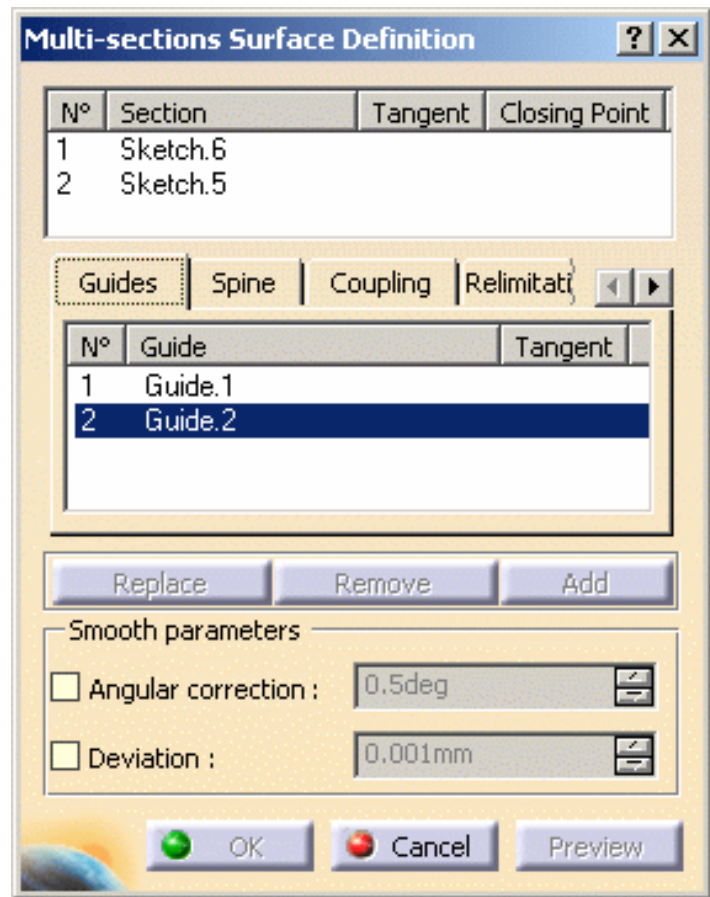 Multi-sections Surface Definition ? X
N° Section Tangent Closing Point
1 Sketch.6
2 Sketch.5
Guides Spine Coupling Relimitati
N° Guide Tangent
1 Guide.1
2 Guide.2
Replace Remove Add
Smooth parameters
Angular correction : 0.5deg
Deviation : 0.001mm
OK Cancel Preview